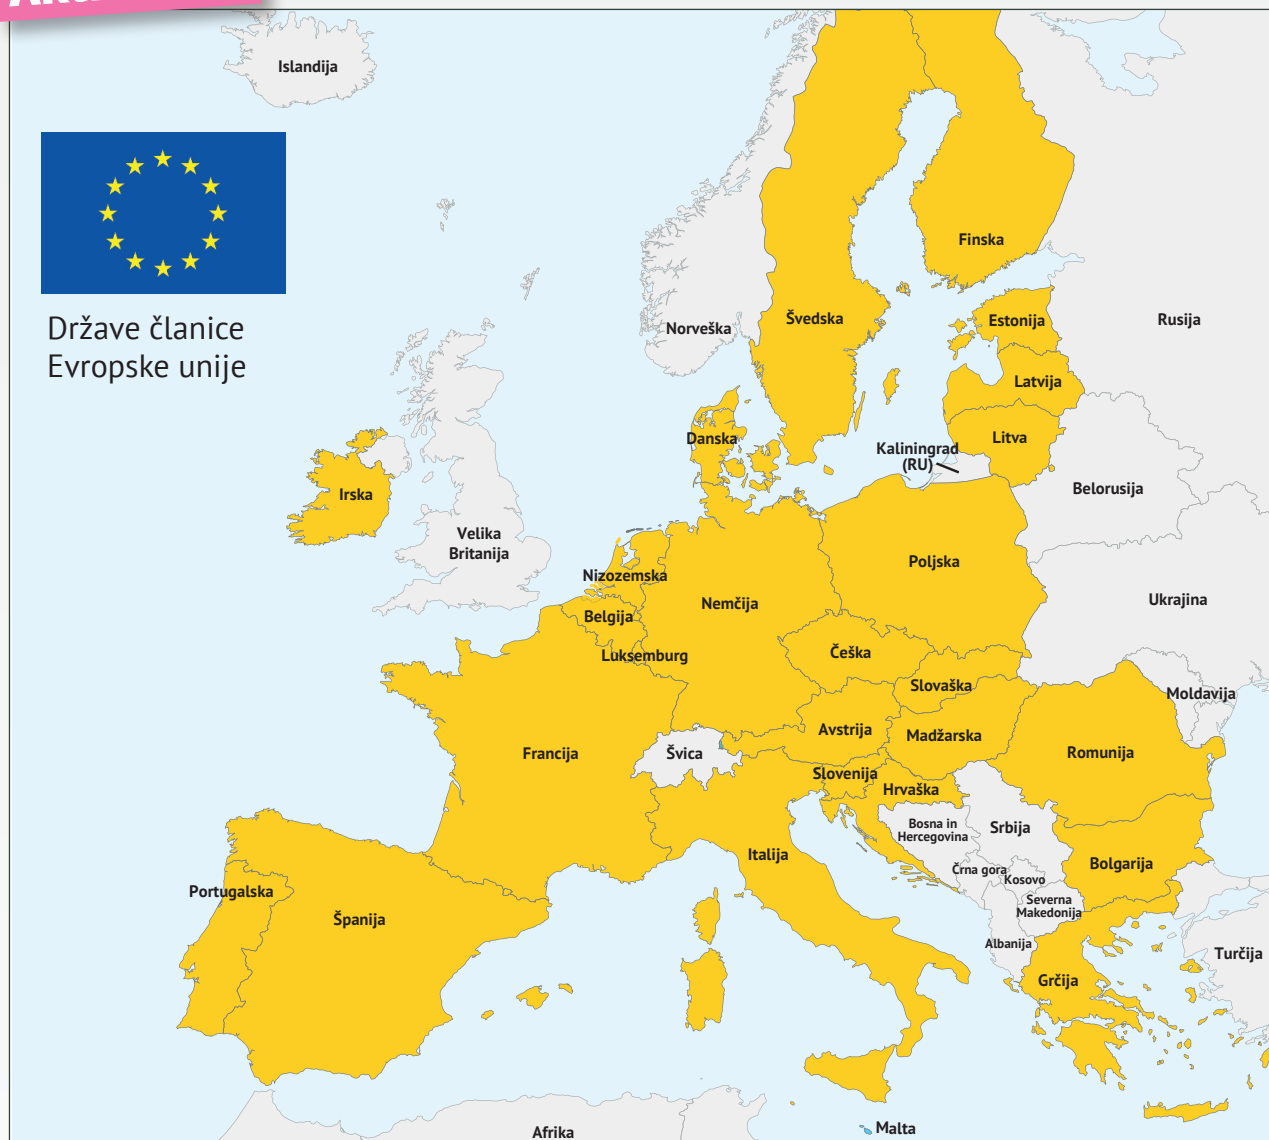 Islandija
Države članice
Evropske unije
Finska
Švedska
Norveška
Estonija
Rusija
Latvija
Danska
Litva
Kaliningrad
(RU)
Irska
Belorusija
Velika
Britanija
Poljska
Nizozemska
Nemčija
Ukrajina
Belgija
Luksemburg
Češka
Slovaška
Moldavija
Avstrija
Madžarska
Francija
Švica
Romunija
Slovenija
Hrvaška
Bosna in
Hercegovina
Srbija
Italija
Bolgarija
Črna gora
Kosovo
Portugalska
Španija
Severna
Makedonija
Albanija
Turčija
Grčija
Malta
Afrika